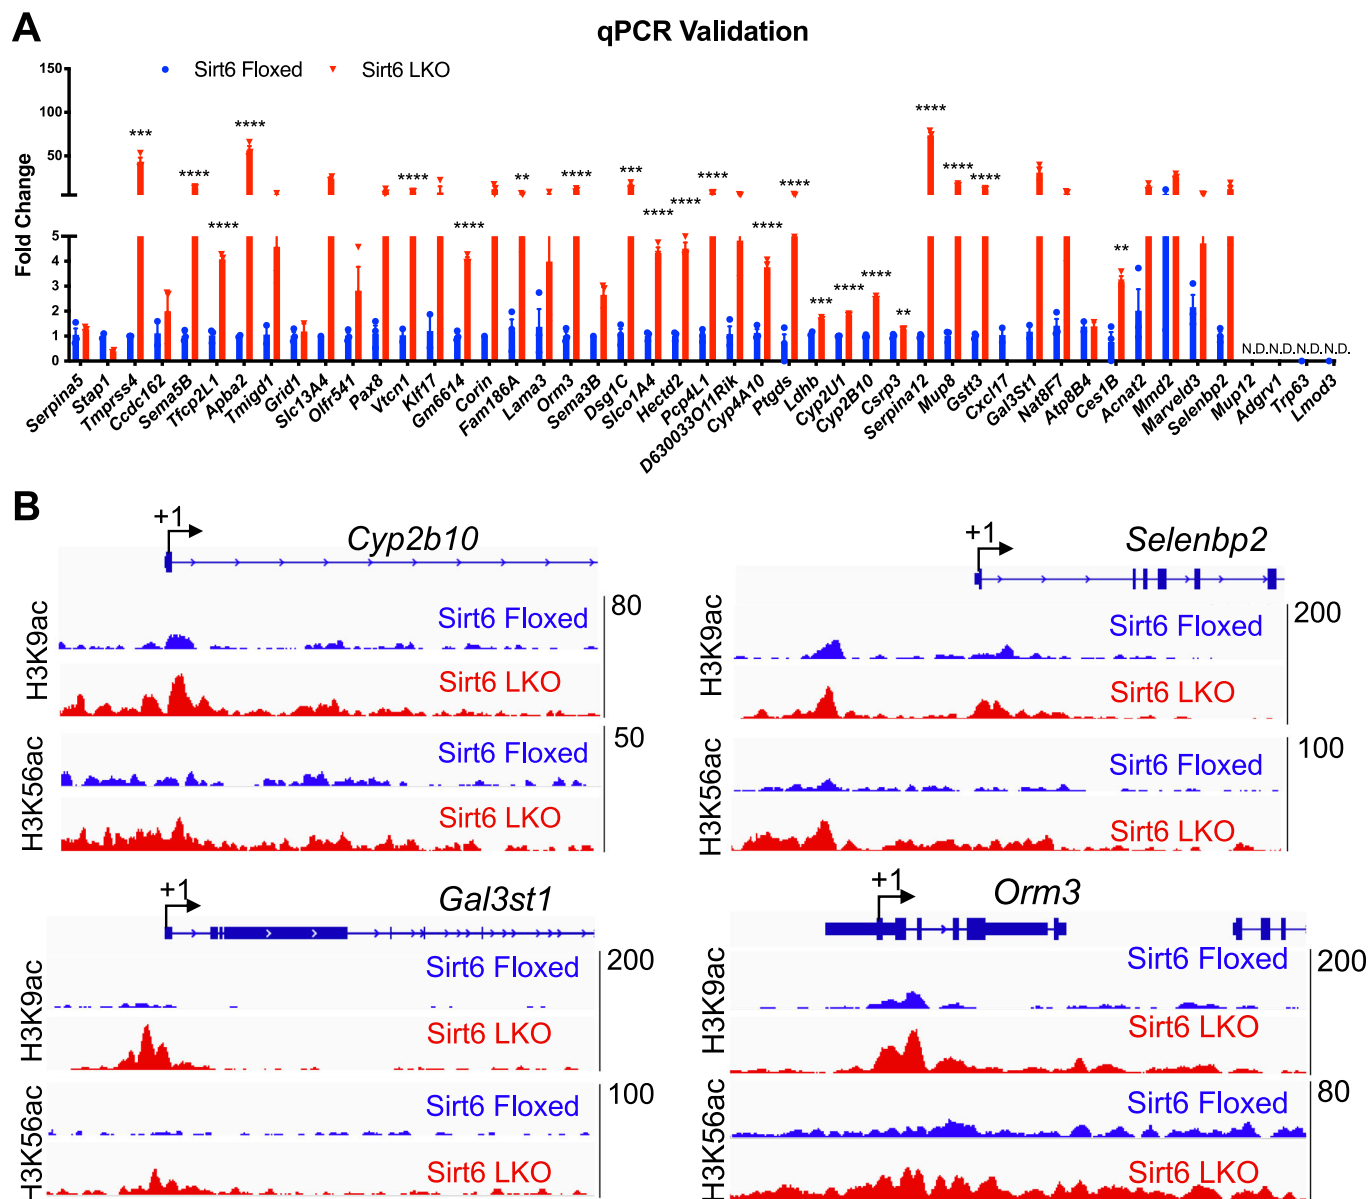 A
qPCR Validation
Sirt6 Floxed
Sirt6 LKO
Fold Change
150
100
50
5
4
3
2
1
0
***
****
****
****
****
****
**
****
***
****
****
****
****
****
***
****
****
**
****
****
****
**
N.D.N.D.N.D.N.D.
Serpina5
Stap1
Tmprss4
Ccdc162
Sema5B
Tfcp2L1
Apba2
Tmigd1
Grid1
Slc13A4
Olfr541
Pax8
Vtcn1
Klf17
Gm6614
Corin
Fam186A
Lama3
Orm3
Sema3B
Dsg1C
Slco1A4
Hectd2
Pcp4L1
D630033O11Rik
Cyp4A10
Ptgds
Ldhb
Cyp2U1
Cyp2B10
Csrp3
Serpina12
Mup8
Gstt3
Cxcl17
Gal3St1
Nat8F7
Atp8B4
Ces1B
Acnat2
Mmd2
Marveld3
Selenbp2
Mup12
Adgrv1
Trp63
Lmod3
B
+1
Cyp2b10
H3K9ac
Sirt6 Floxed
80
Sirt6 LKO
H3K56ac
Sirt6 Floxed
50
Sirt6 LKO
+1
Selenbp2
H3K9ac
Sirt6 Floxed
200
Sirt6 LKO
H3K56ac
Sirt6 Floxed
100
Sirt6 LKO
+1
Gal3st1
H3K9ac
Sirt6 Floxed
200
Sirt6 LKO
H3K56ac
Sirt6 Floxed
100
Sirt6 LKO
+1
Orm3
H3K9ac
Sirt6 Floxed
200
Sirt6 LKO
H3K56ac
Sirt6 Floxed
80
Sirt6 LKO